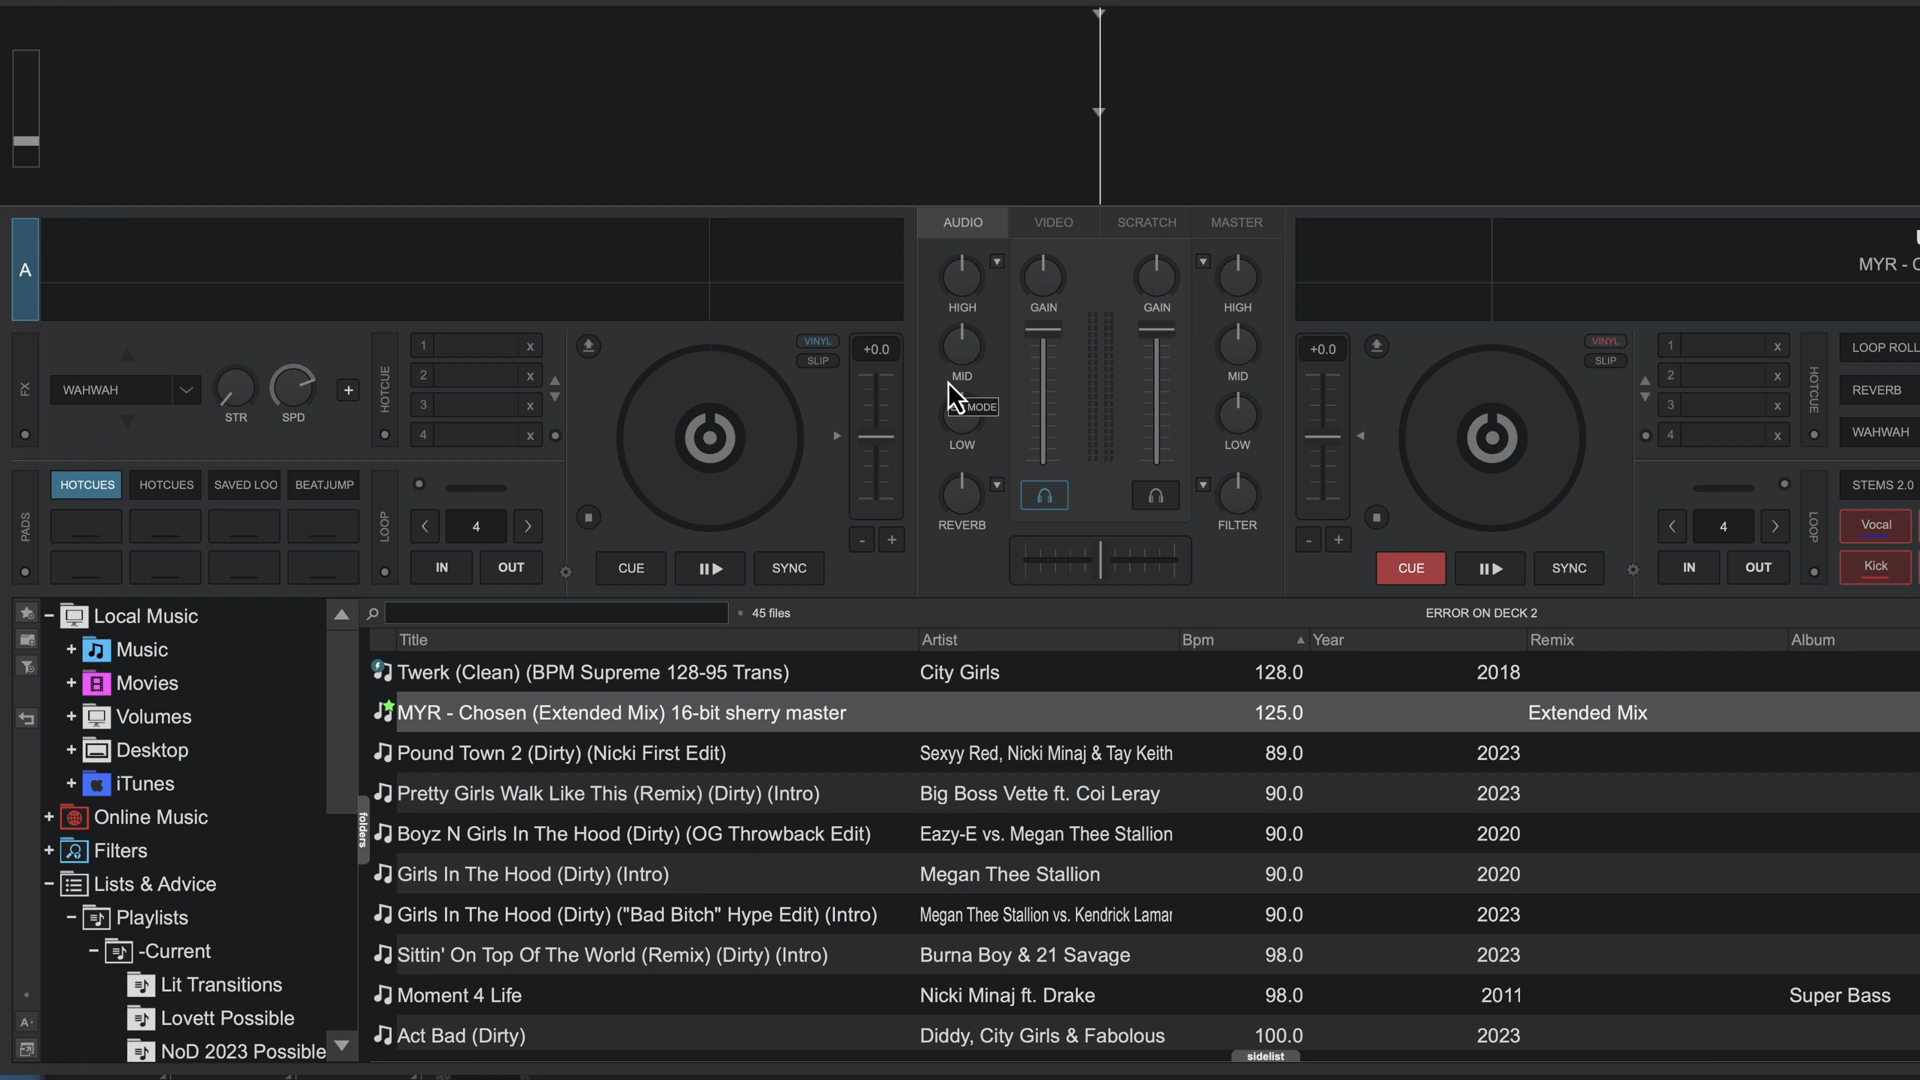 AUDIO VIDEO SCRATCH MASTER
A
MYR - C
HIGH GAIN GAIN HIGH
MID MID
MODE
LOW LOW
REVERB FILTER
FX WAHWAH STR SPD +
HOTCUE
1 x
2 x
3 x
4 x
VINYL
SLIP
+0.0
PADS HOTCUES HOTCUES SAVED LOO BEATJUMP
LOOP < 4 >
IN OUT
CUE SYNC
- +
+0.0
VINYL
SLIP
1 x
2 x
3 x
4 x
HOTCUE
LOOP ROLL
REVERB
WAHWAH
- +
CUE SYNC
< 4 >
IN OUT
LOOP
STEMS 2.0
Vocal
Kick
45 files ERROR ON DECK 2
Title Artist Bpm Year Remix Album
Twerk (Clean) (BPM Supreme 128-95 Trans) City Girls 128.0 2018
MYR - Chosen (Extended Mix) 16-bit sherry master 125.0 Extended Mix
Pound Town 2 (Dirty) (Nicki First Edit) Sexyy Red, Nicki Minaj & Tay Keith 89.0 2023
Pretty Girls Walk Like This (Remix) (Dirty) (Intro) Big Boss Vette ft. Coi Leray 90.0 2023
Boyz N Girls In The Hood (Dirty) (OG Throwback Edit) Eazy-E vs. Megan Thee Stallion 90.0 2020
Girls In The Hood (Dirty) (Intro) Megan Thee Stallion 90.0 2020
Girls In The Hood (Dirty) ("Bad Bitch" Hype Edit) (Intro) Megan Thee Stallion vs. Kendrick Lamar 90.0 2023
Sittin' On Top Of The World (Remix) (Dirty) (Intro) Burna Boy & 21 Savage 98.0 2023
Moment 4 Life Nicki Minaj ft. Drake 98.0 2011 Super Bass
Act Bad (Dirty) Diddy, City Girls & Fabolous 100.0 2023
sidelist
folders
Local Music
Music
Movies
Volumes
Desktop
iTunes
Online Music
Filters
Lists & Advice
Playlists
-Current
Lit Transitions
Lovett Possible
NoD 2023 Possible